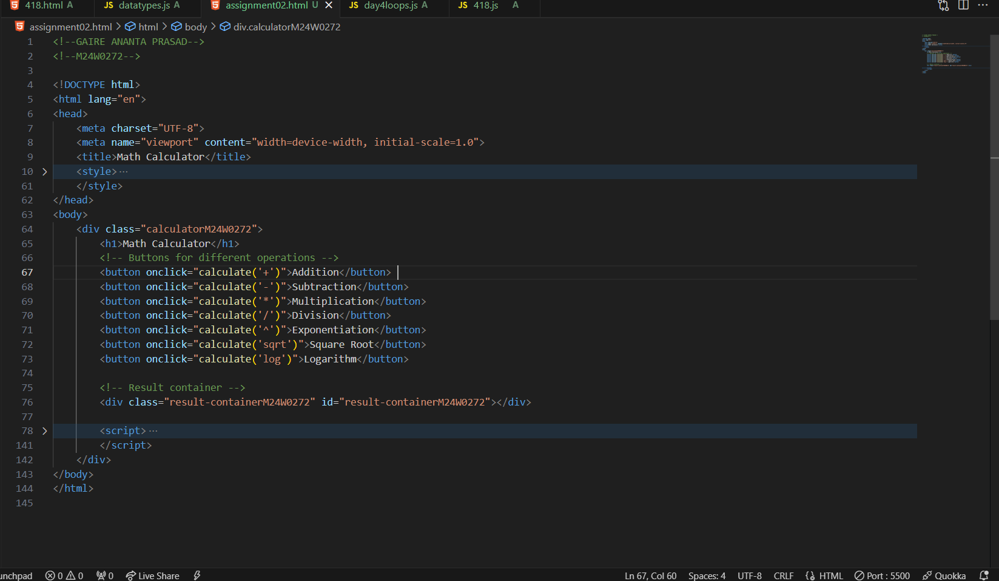 418.html A JS datatypes.js A assignment02.html U JS day4loops.js A JS 418.js A
assignment02.html > html > body > div.calculatorM24W0272
1 <!--GAIRE ANANTA PRASAD-->
2 <!--M24W0272-->
3
4 <!DOCTYPE html>
5 <html lang="en">
6 <head>
7 <meta charset="UTF-8">
8 <meta name="viewport" content="width=device-width, initial-scale=1.0">
9 <title>Math Calculator</title>
10 <style>···
61 </style>
62 </head>
63 <body>
64 <div class="calculatorM24W0272">
65 <h1>Math Calculator</h1>
66 <!-- Buttons for different operations -->
67 <button onclick="calculate('+')">Addition</button>
68 <button onclick="calculate('-')">Subtraction</button>
69 <button onclick="calculate('*')">Multiplication</button>
70 <button onclick="calculate('/')">Division</button>
71 <button onclick="calculate('^')">Exponentiation</button>
72 <button onclick="calculate('sqrt')">Square Root</button>
73 <button onclick="calculate('log')">Logarithm</button>
74
75 <!-- Result container -->
76 <div class="result-containerM24W0272" id="result-containerM24W0272"></div>
77
78 <script>···
141 </script>
142 </div>
143 </body>
144 </html>
145
unchpad 0 0 0 Live Share Ln 67, Col 60 Spaces: 4 UTF-8 CRLF HTML Port : 5500 Quokka